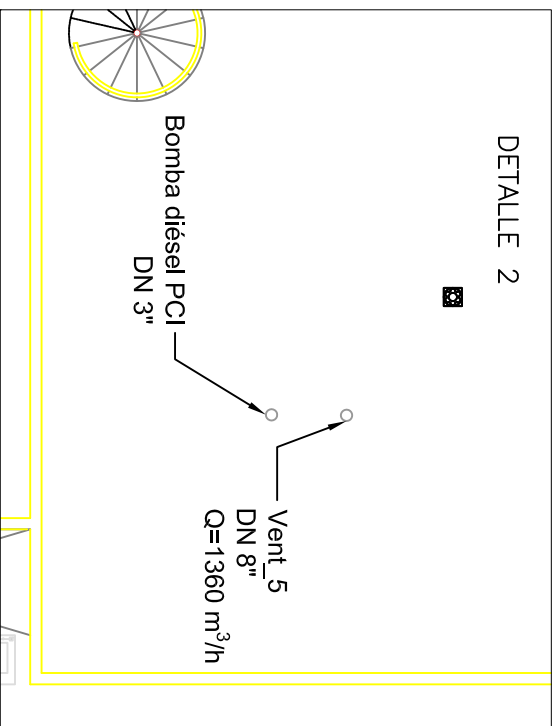 DETALLE 2
Bomba diésel PCI
DN 3"
Vent_5
DN 8"
Q=1360 m³/h